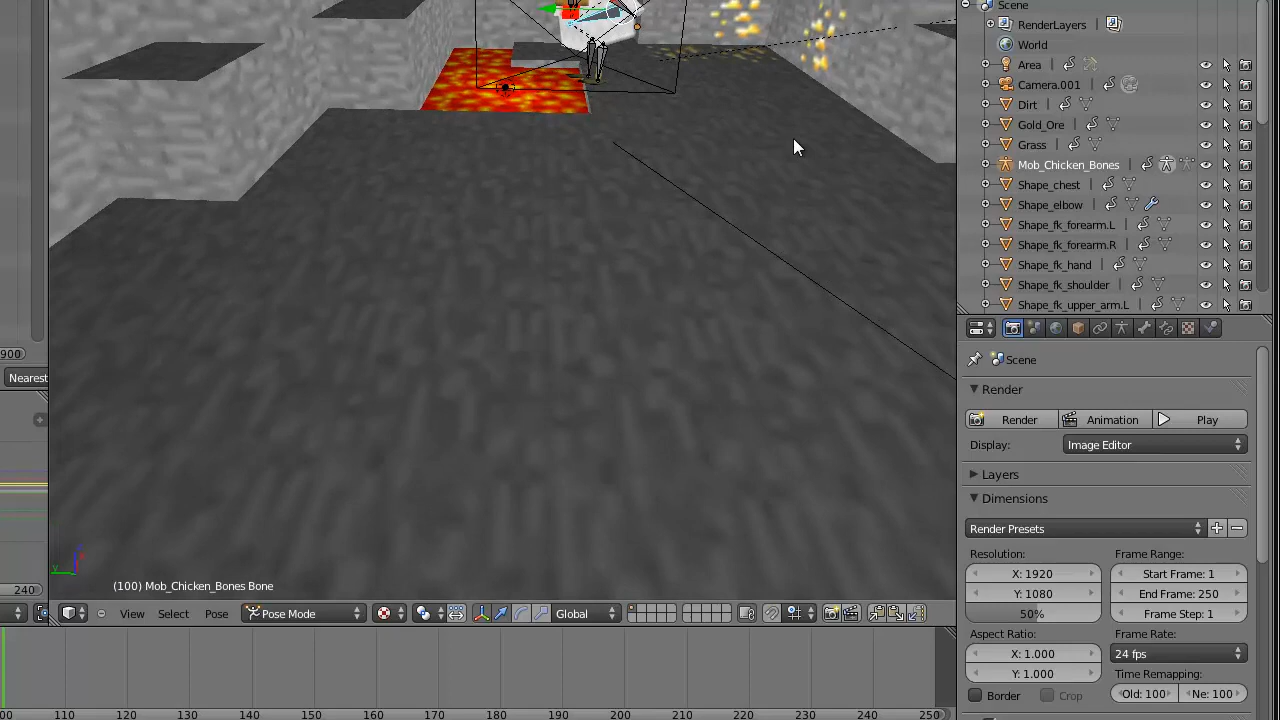 Scene
RenderLayers
World
Area
Camera.001
Dirt
Gold_Ore
Grass
Mob_Chicken_Bones
Shape_chest
Shape_elbow
Shape_fk_forearm.L
Shape_fk_forearm.R
Shape_fk_hand
Shape_fk_shoulder
Shape_fk_upper_arm.L
900
Nearest
240
Scene
Render
Render Animation Play
Display: Image Editor
Layers
Dimensions
Render Presets
Resolution: Frame Range:
X: 1920 Start Frame: 1
Y: 1080 End Frame: 250
50% Frame Step: 1
Aspect Ratio: Frame Rate:
X: 1.000 24 fps
Y: 1.000 Time Remapping:
Border Crop Old: 100 Ne: 100
y
(100) Mob_Chicken_Bones Bone
View Select Pose Pose Mode Global
00 110 120 130 140 150 160 170 180 190 200 210 220 230 240 250